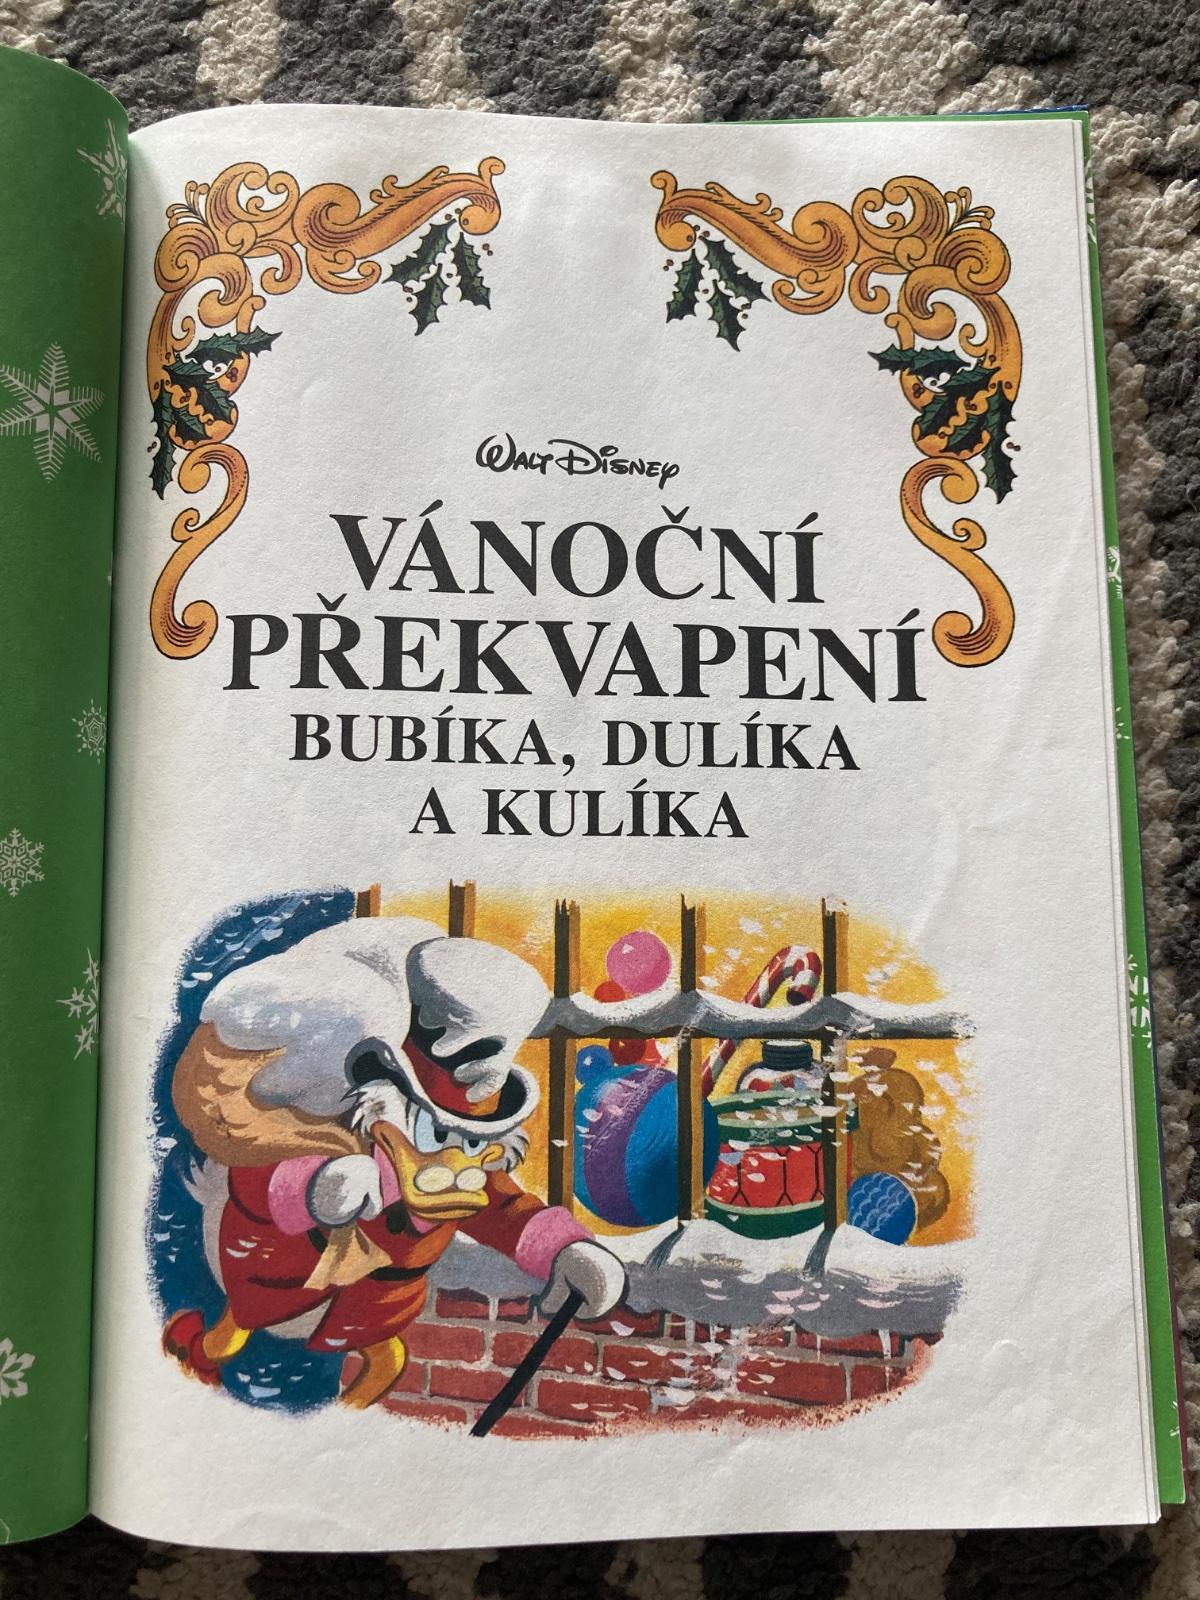 Walt Disney
VÁNOČNÍ
PŘEKVAPENÍ
BUBÍKA, DULÍKA
A KULÍKA